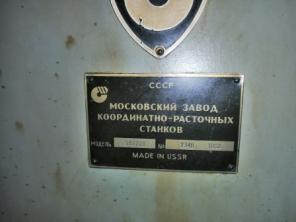 СССР
МОСКОВСКИЙ ЗАВОД
КООРДИНАТНО-РАСТОЧНЫХ
СТАНКОВ
МОДЕЛЬ №
MADE IN USSR